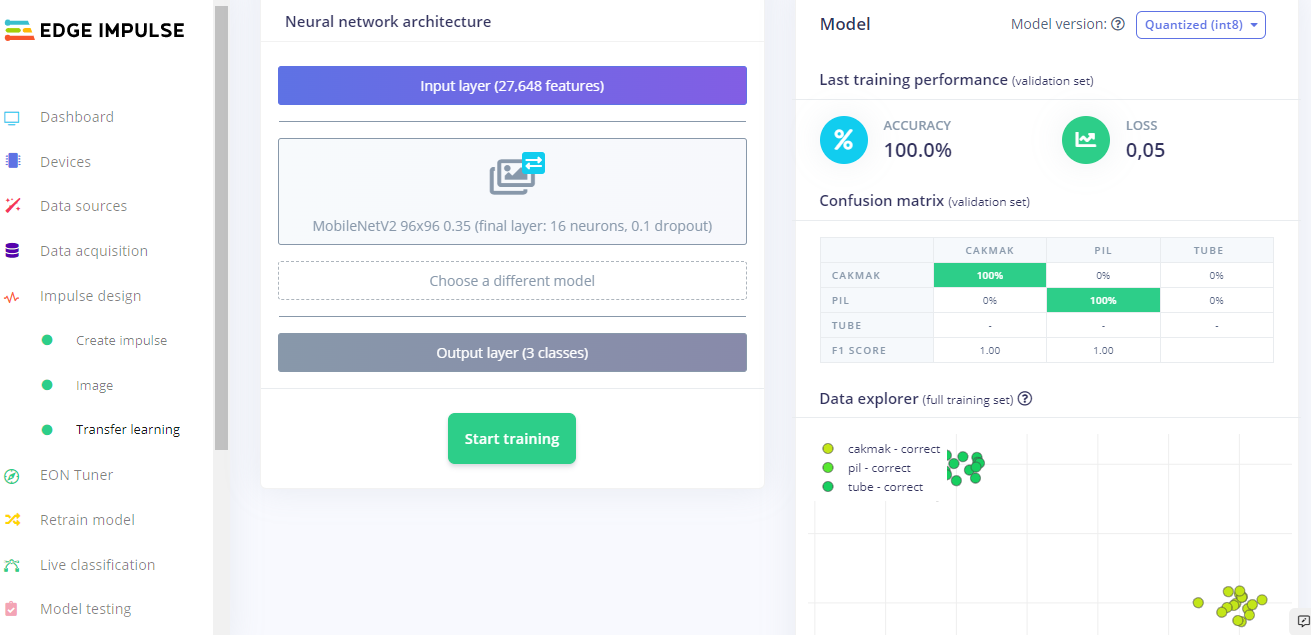 EDGE IMPULSE
Dashboard
Devices
Data sources
Data acquisition
Impulse design
Create impulse
Image
Transfer learning
EON Tuner
Retrain model
Live classification
Model testing
Neural network architecture
Input layer (27,648 features)
MobileNetV2 96x96 0.35 (final layer: 16 neurons, 0.1 dropout)
Choose a different model
Output layer (3 classes)
Start training
Model
Model version: ? Quantized (int8)
Last training performance (validation set)
% ACCURACY
100.0%
LOSS
0,05
Confusion matrix (validation set)
CAKMAK PIL TUBE
CAKMAK 100% 0% 0%
PIL 0% 100% 0%
TUBE - - -
F1 SCORE 1.00 1.00
Data explorer (full training set) ?
cakmak - correct
pil - correct
tube - correct